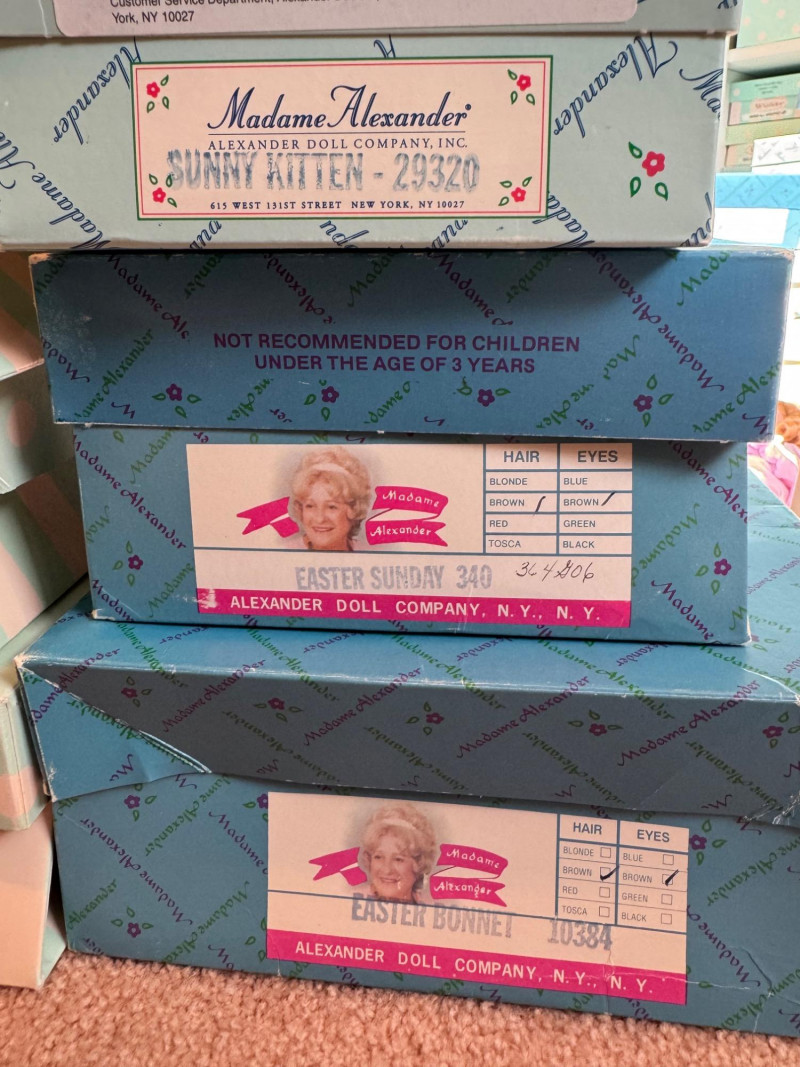 York, NY 10027
Madame Alexander®
ALEXANDER DOLL COMPANY, INC.
SUNNY KITTEN - 29320
615 WEST 131ST STREET NEW YORK, NY 10027
NOT RECOMMENDED FOR CHILDREN
UNDER THE AGE OF 3 YEARS
HAIR EYES
BLONDE BLUE
BROWN BROWN
RED GREEN
TOSCA BLACK
Madame
Alexander
EASTER SUNDAY 340
ALEXANDER DOLL COMPANY, N. Y., N. Y.
HAIR EYES
BLONDE BLUE
BROWN BROWN
RED GREEN
TOSCA BLACK
Madame
Alexander
EASTER BONNET 10384
ALEXANDER DOLL COMPANY, N. Y., N. Y.